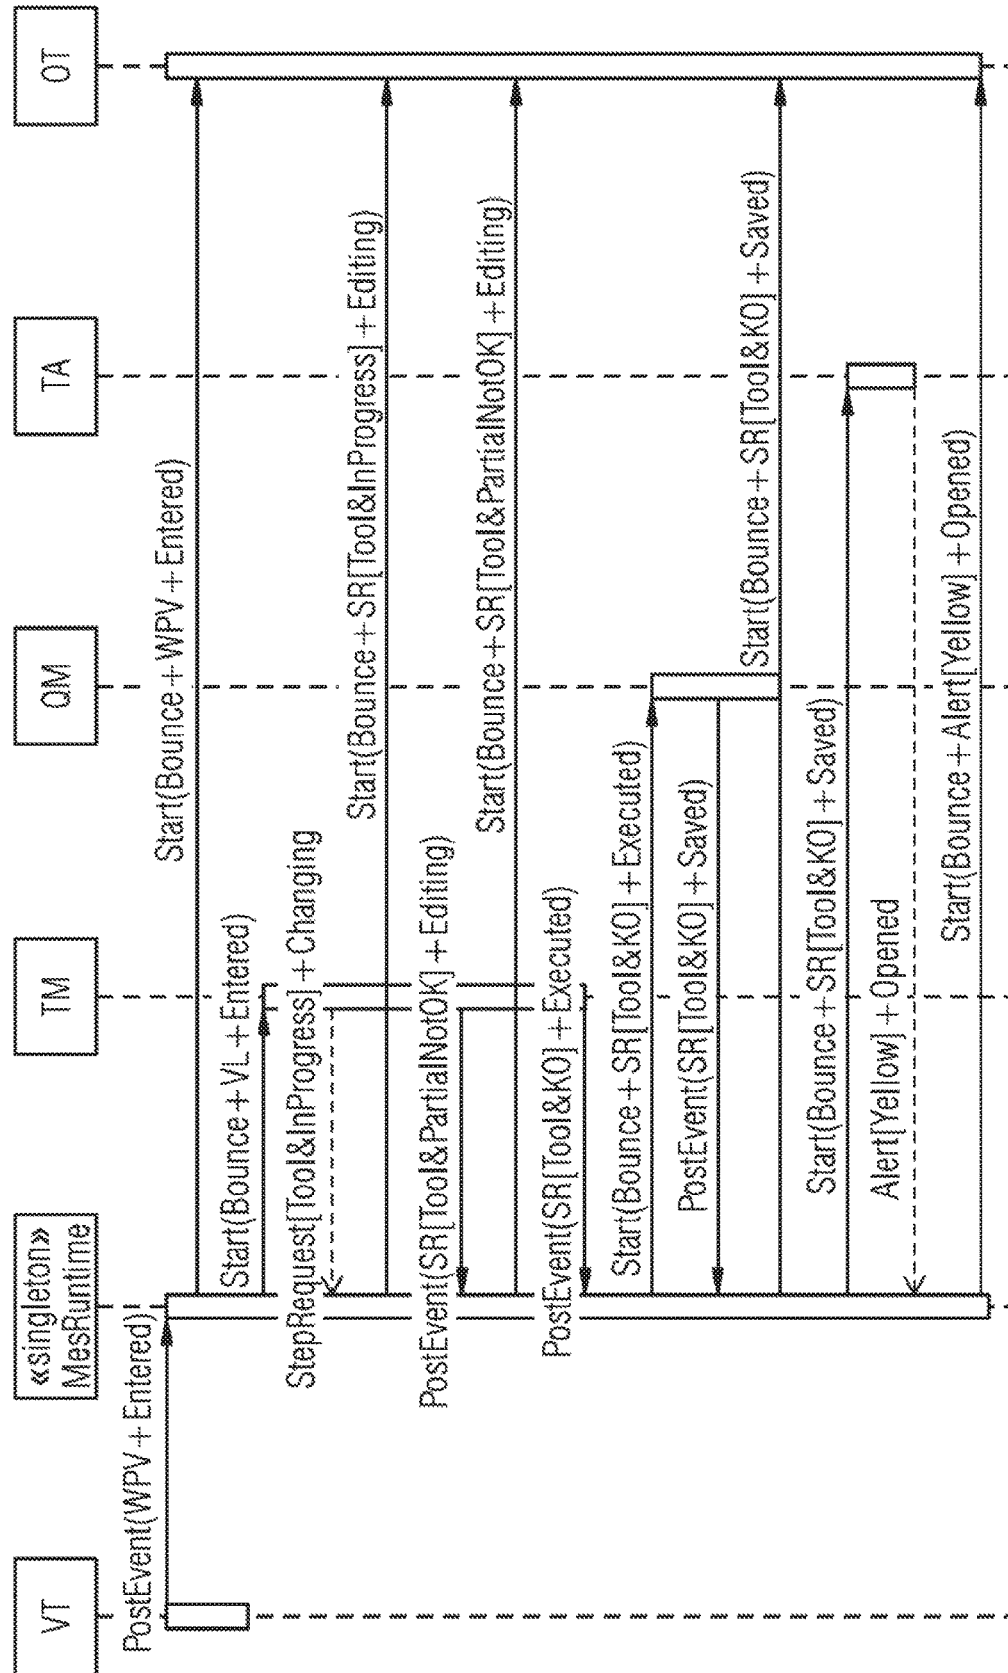 VT
«singleton»
MesRuntime
TM
QM
TA
OT
PostEvent(WPV+Entered)
Start(Bounce+WPV+Entered)
Start(Bounce+VL+Entered)
StepRequest[Tool&InProgress]+Changing
Start(Bounce+SR[Tool&InProgress]+Editing)
PostEvent(SR[Tool&PartialNotOK]+Editing)
Start(Bounce+SR[Tool&PartialNotOK]+Editing)
PostEvent(SR[Tool&KO]+Executed)
Start(Bounce+SR[Tool&KO]+Executed)
PostEvent(SR[Tool&KO]+Saved)
Start(Bounce+SR[Tool&KO]+Saved)
Start(Bounce+SR[Tool&KO]+Saved)
Alert[Yellow]+Opened
Start(Bounce+Alert[Yellow]+Opened)